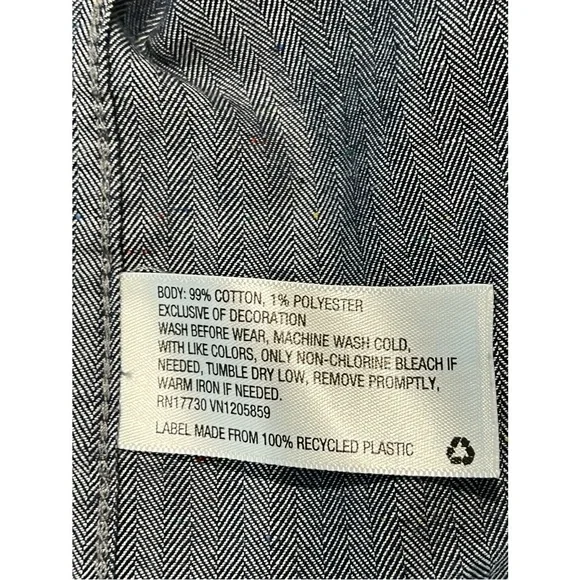 BODY: 99% COTTON, 1% POLYESTER
EXCLUSIVE OF DECORATION
WASH BEFORE WEAR, MACHINE WASH COLD,
WITH LIKE COLORS, ONLY NON-CHLORINE BLEACH IF
NEEDED, TUMBLE DRY LOW, REMOVE PROMPTLY,
WARM IRON IF NEEDED.
RN17730 VN1205859
LABEL MADE FROM 100% RECYCLED PLASTIC